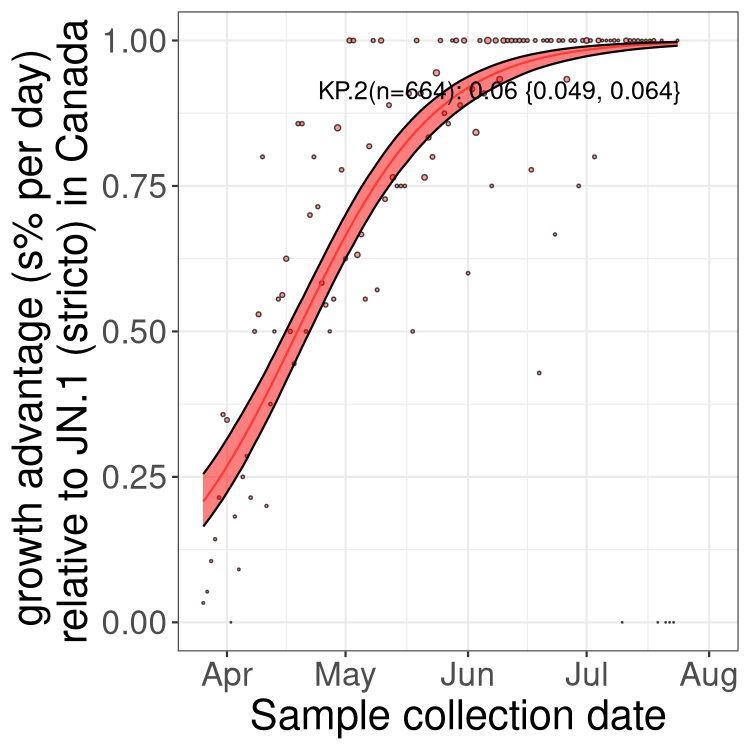 growth advantage (s% per day)
relative to JN.1 (stricto) in Canada
1.00
0.75
0.50
0.25
0.00
KP.2(n=664): 0.06 {0.049, 0.064}
Apr May Jun Jul Aug
Sample collection date